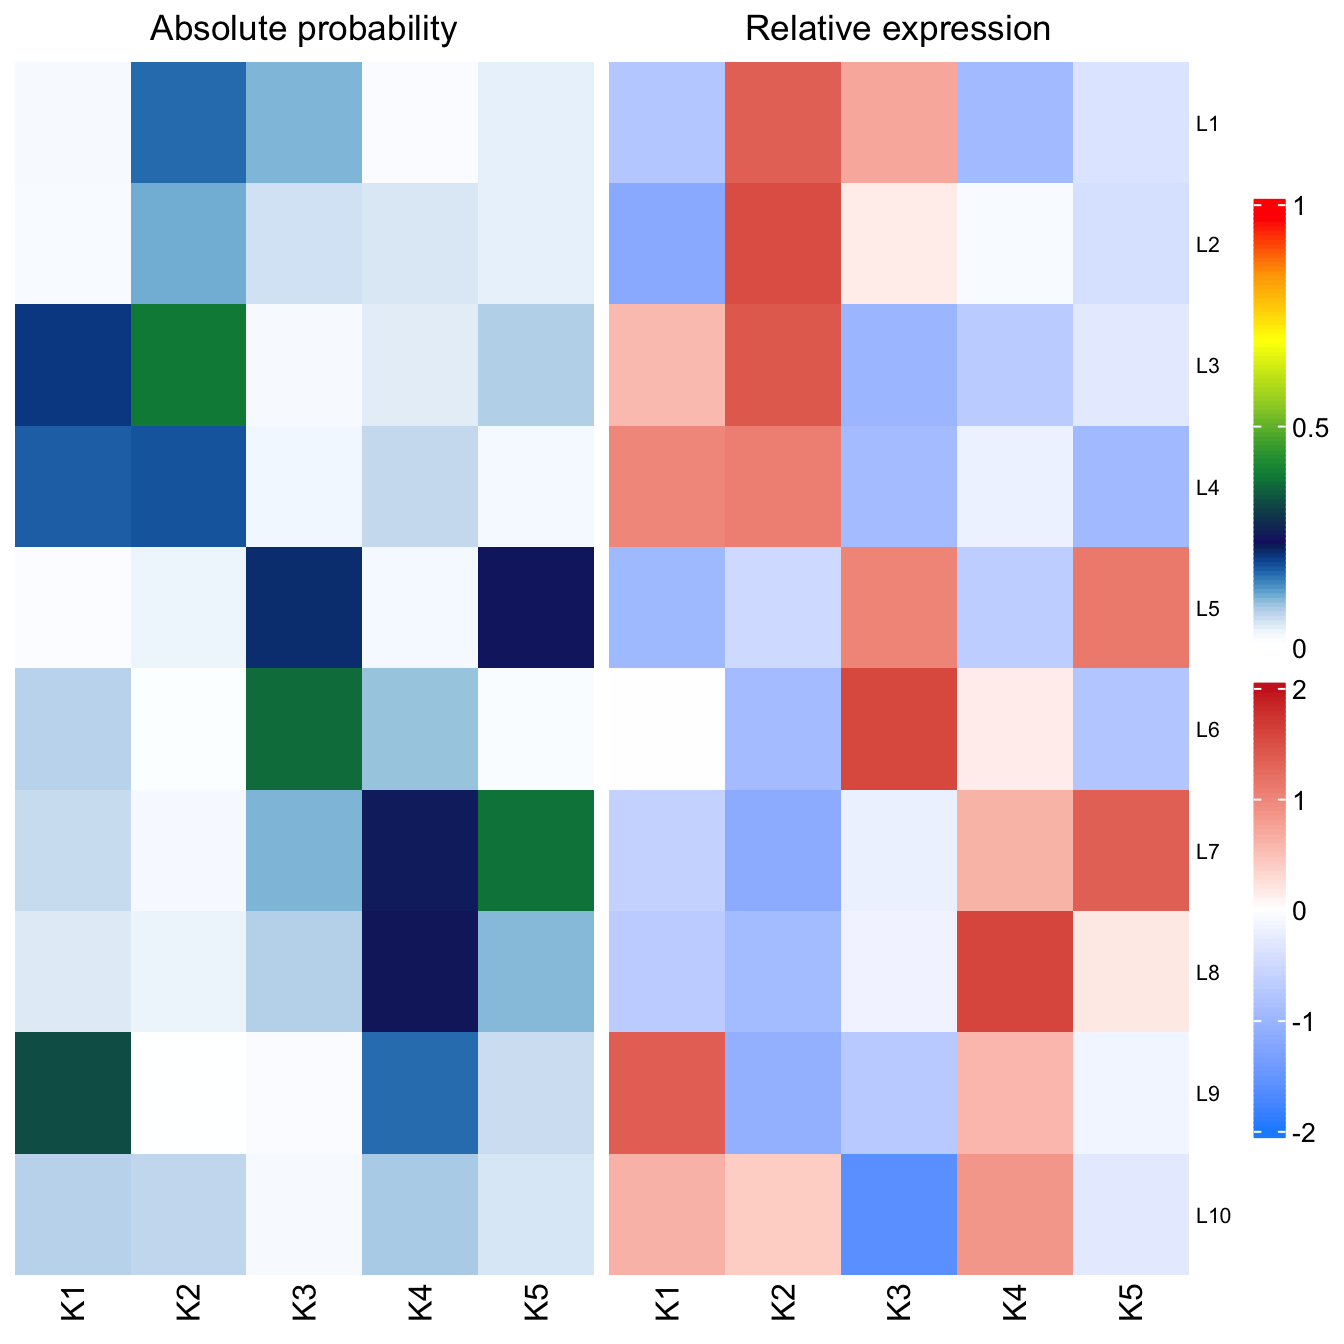 Absolute probability
Relative expression
L1
L2
L3
L4
L5
L6
L7
L8
L9
L10
1
0.5
0
2
1
0
-1
-2
K1 K2 K3 K4 K5
K1 K2 K3 K4 K5